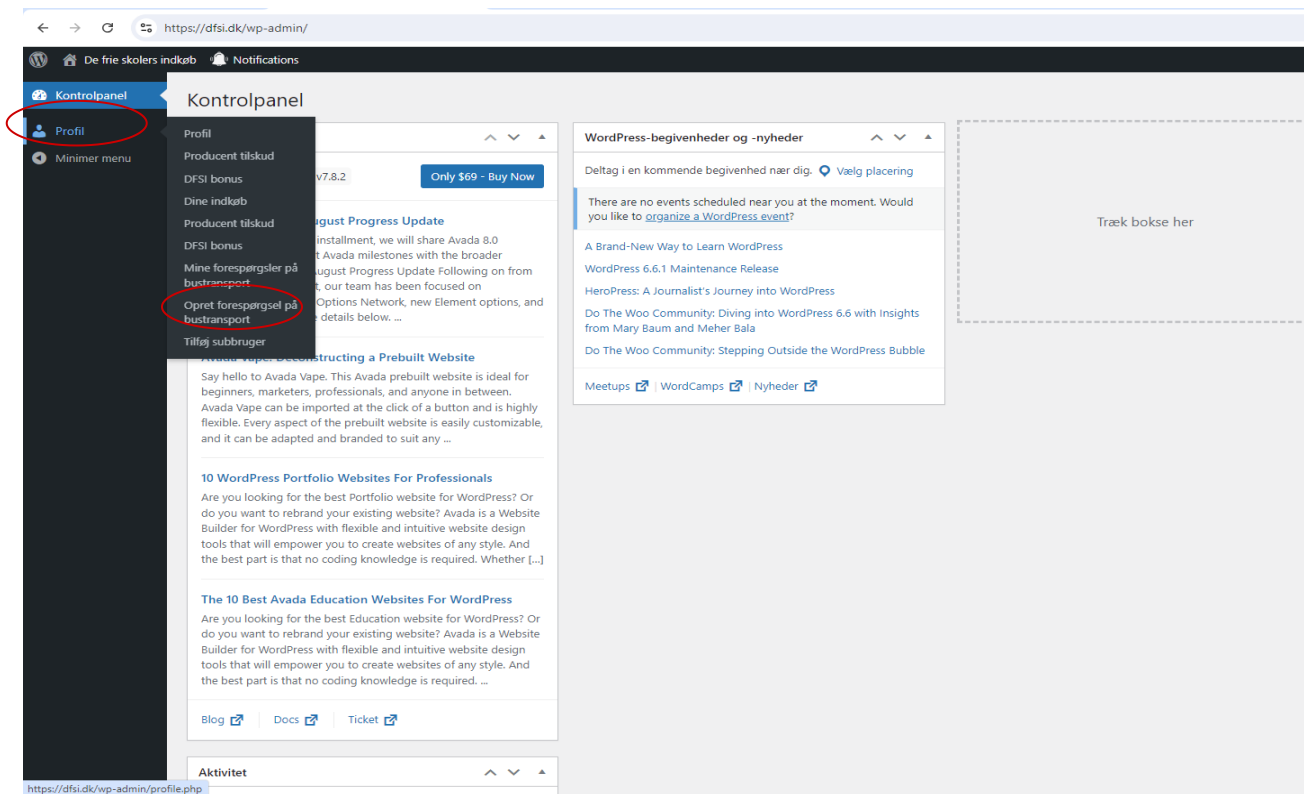 https://dfsi.dk/wp-admin/
De frie skolers indkøb
Notifications
Kontrolpanel
Profil
Minimer menu
Kontrolpanel
Profil
Producent tilskud
DFSI bonus
Dine indkøb
Producent tilskud
DFSI bonus
Mine forespørgsler på
bustransport
Opret forespørgsel på
bustransport
Tilføj subbruger
v7.8.2
Only $69 - Buy Now
August Progress Update
installment, we will share Avada 8.0
Avada milestones with the broader
August Progress Update Following on from
our team has been focused on
Options Network, new Element options, and
details below. ...
Avada Vape: Deconstructing a Prebuilt Website
Say hello to Avada Vape. This Avada prebuilt website is ideal for
beginners, marketers, professionals, and anyone in between.
Avada Vape can be imported at the click of a button and is highly
flexible. Every aspect of the prebuilt website is easily customizable,
and it can be adapted and branded to suit any ...
10 WordPress Portfolio Websites For Professionals
Are you looking for the best Portfolio website for WordPress? Or
do you want to rebrand your existing website? Avada is a Website
Builder for WordPress with flexible and intuitive website design
tools that will empower you to create websites of any style. And
the best part is that no coding knowledge is required. Whether [...]
The 10 Best Avada Education Websites For WordPress
Are you looking for the best Education website for WordPress? Or
do you want to rebrand your existing website? Avada is a Website
Builder for WordPress with flexible and intuitive website design
tools that will empower you to create websites of any style. And
the best part is that no coding knowledge is required. ...
Blog Docs Ticket
Aktivitet
WordPress-begivenheder og -nyheder
Deltag i en kommende begivenhed nær dig. Vælg placering
There are no events scheduled near you at the moment. Would
you like to organize a WordPress event?
A Brand-New Way to Learn WordPress
WordPress 6.6.1 Maintenance Release
HeroPress: A Journalist's Journey into WordPress
Do The Woo Community: Diving into WordPress 6.6 with Insights
from Mary Baum and Meher Bala
Do The Woo Community: Stepping Outside the WordPress Bubble
Meetups | WordCamps | Nyheder
Træk bokse her
https://dfsi.dk/wp-admin/profile.php